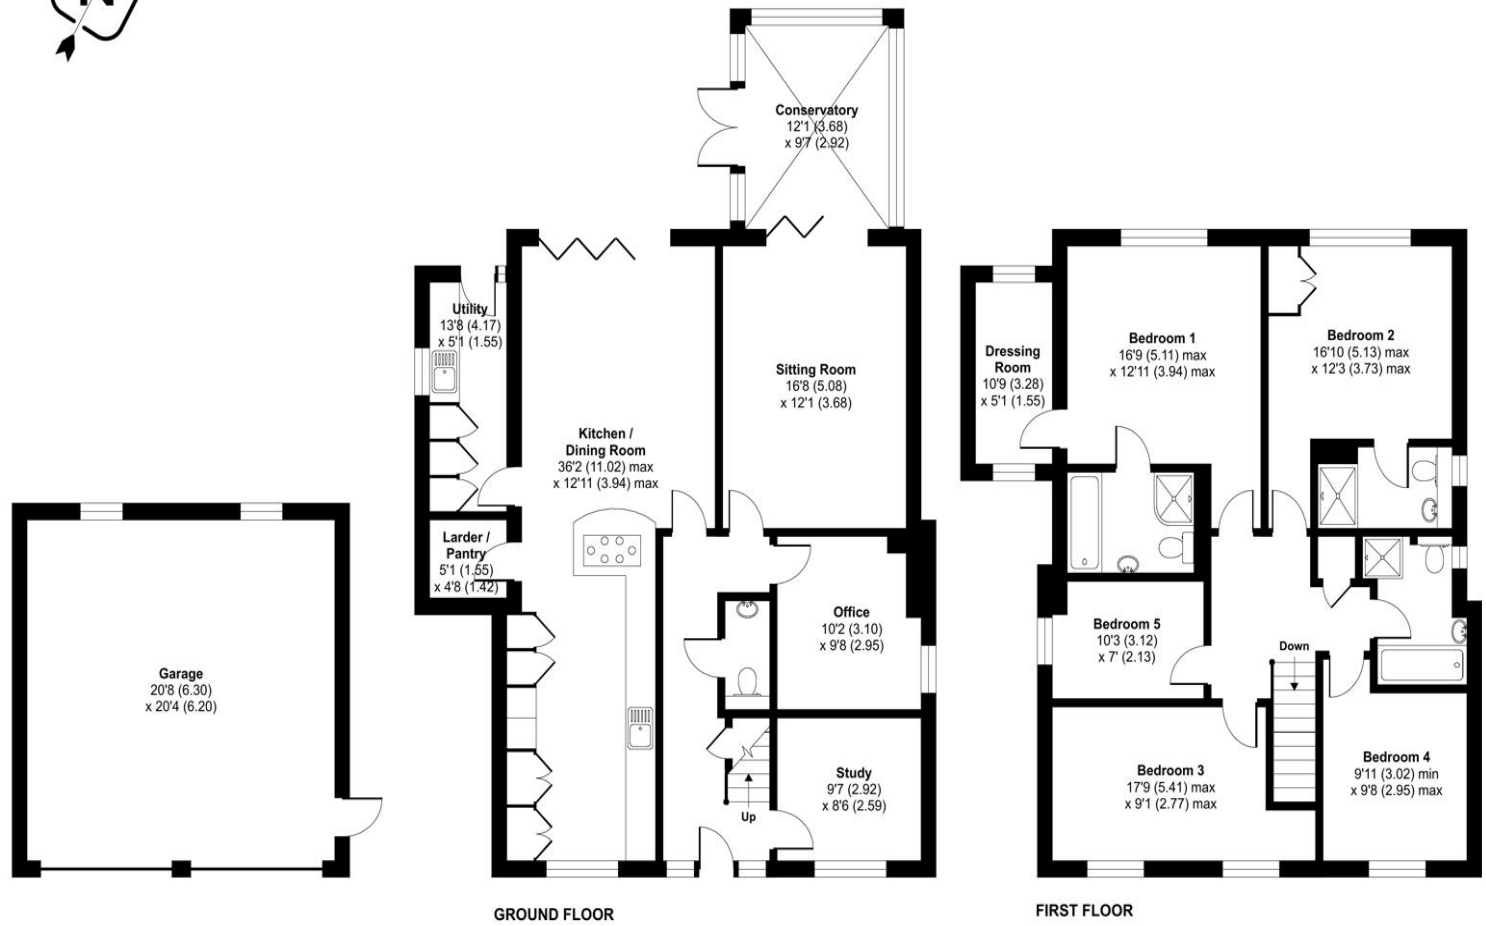 N
Conservatory
12'1 (3.68)
x 9'7 (2.92)
Utility
13'8 (4.17)
x 5'1 (1.55)
Sitting Room
16'8 (5.08)
x 12'1 (3.68)
Kitchen /
Dining Room
36'2 (11.02) max
x 12'11 (3.94) max
Larder /
Pantry
5'1 (1.55)
x 4'8 (1.42)
Office
10'2 (3.10)
x 9'8 (2.95)
Study
9'7 (2.92)
x 8'6 (2.59)
Up
Garage
20'8 (6.30)
x 20'4 (6.20)
GROUND FLOOR
Dressing
Room
10'9 (3.28)
x 5'1 (1.55)
Bedroom 1
16'9 (5.11) max
x 12'11 (3.94) max
Bedroom 2
16'10 (5.13) max
x 12'3 (3.73) max
Bedroom 5
10'3 (3.12)
x 7' (2.13)
Down
Bedroom 3
17'9 (5.41) max
x 9'1 (2.77) max
Bedroom 4
9'11 (3.02) min
x 9'8 (2.95) max
FIRST FLOOR